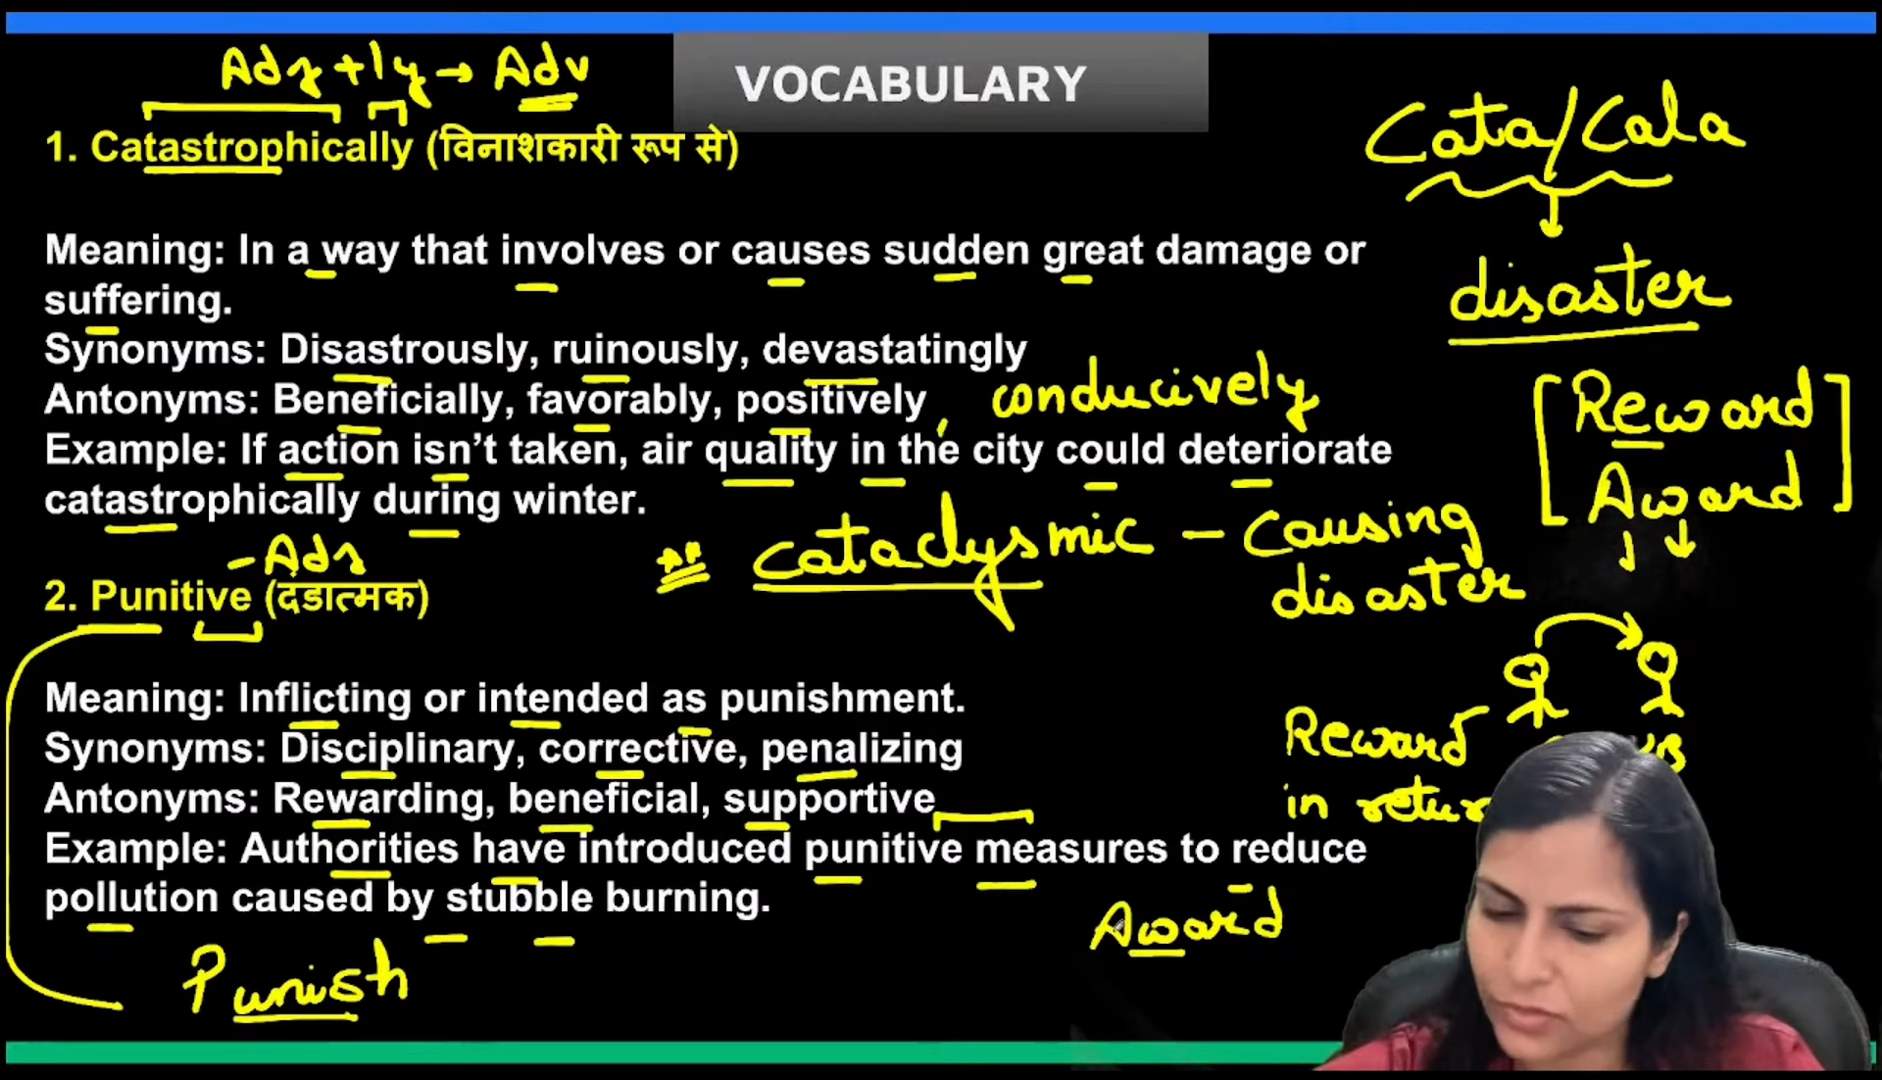 Adj + ly → Adv
VOCABULARY
1. Catastrophically (विनाशकारी रूप से)
Cata/Cala
disaster
Meaning: In a way that involves or causes sudden great damage or
suffering.
Synonyms: Disastrously, ruinously, devastatingly
Antonyms: Beneficially, favorably, positively, conducively
Example: If action isn't taken, air quality in the city could deteriorate
catastrophically during winter.
[Reward
Award]
** cataclysmic - Causing
disaster
- Adj
2. Punitive (दंडात्मक)
Meaning: Inflicting or intended as punishment.
Synonyms: Disciplinary, corrective, penalizing
Antonyms: Rewarding, beneficial, supportive
Example: Authorities have introduced punitive measures to reduce
pollution caused by stubble burning.
Reward
in
Award
Punish